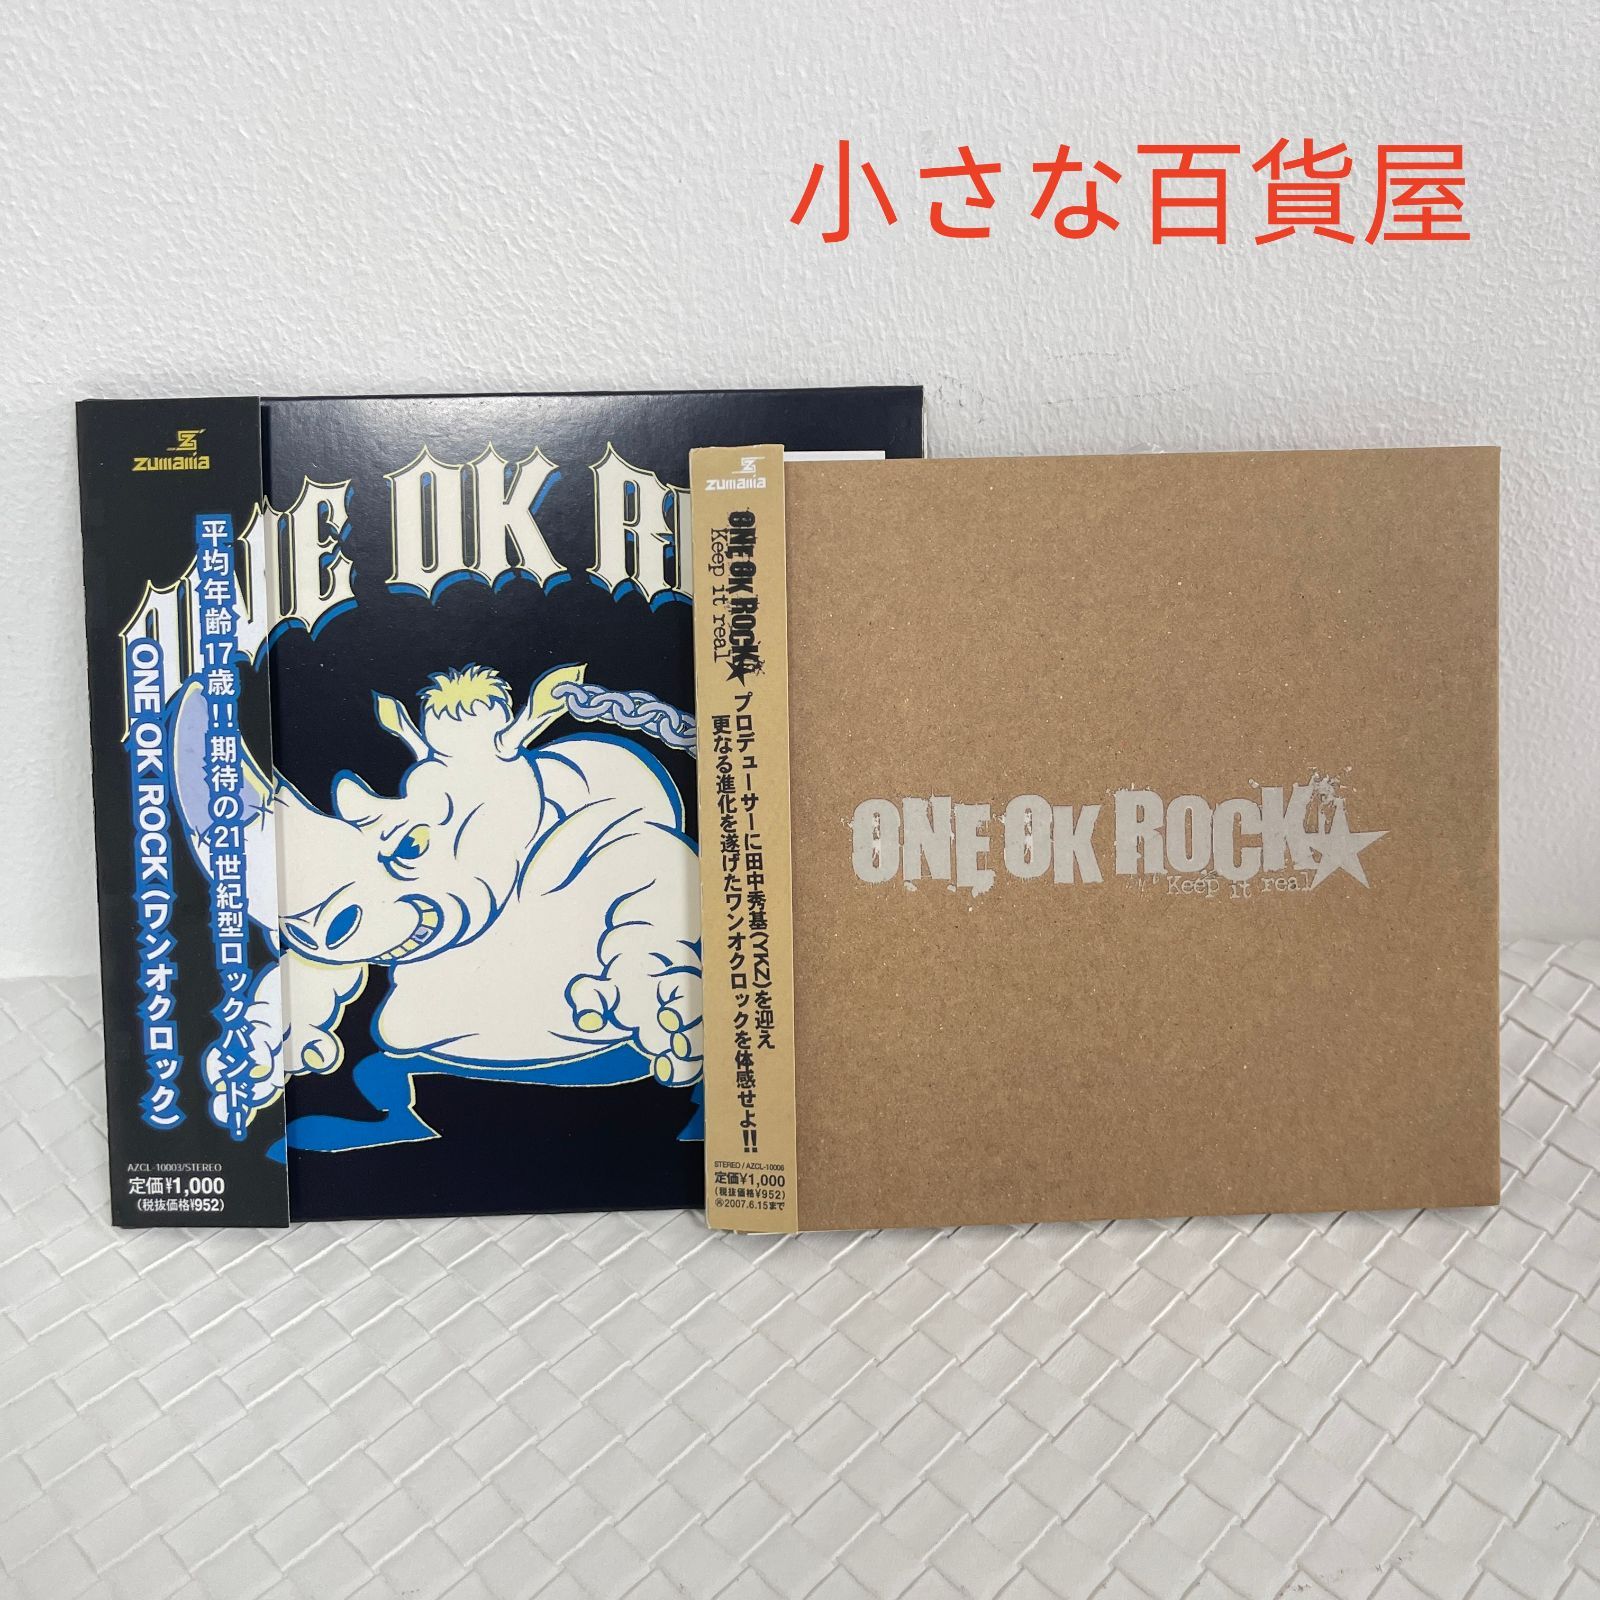 小さな百貨屋
ZUMANIA
平均年齢17歳!!期待の21世紀型ロックバンド!
ONE OK ROCK(ワンオクロック)
AZCL-10003/STEREO
定価¥1,000
(税抜価格¥952)
ONE OK R
ZUMANIA
ONE OK ROCK
Keep it real
プロデューサーに田中秀基(YKZ)を迎え
更なる進化を遂げたワンオクロックを体感せよ!!
STEREO / AZCL-10006
定価¥1,000
(税抜価格¥952)
2007.6.15まで
ONE OK ROCK
Keep it real